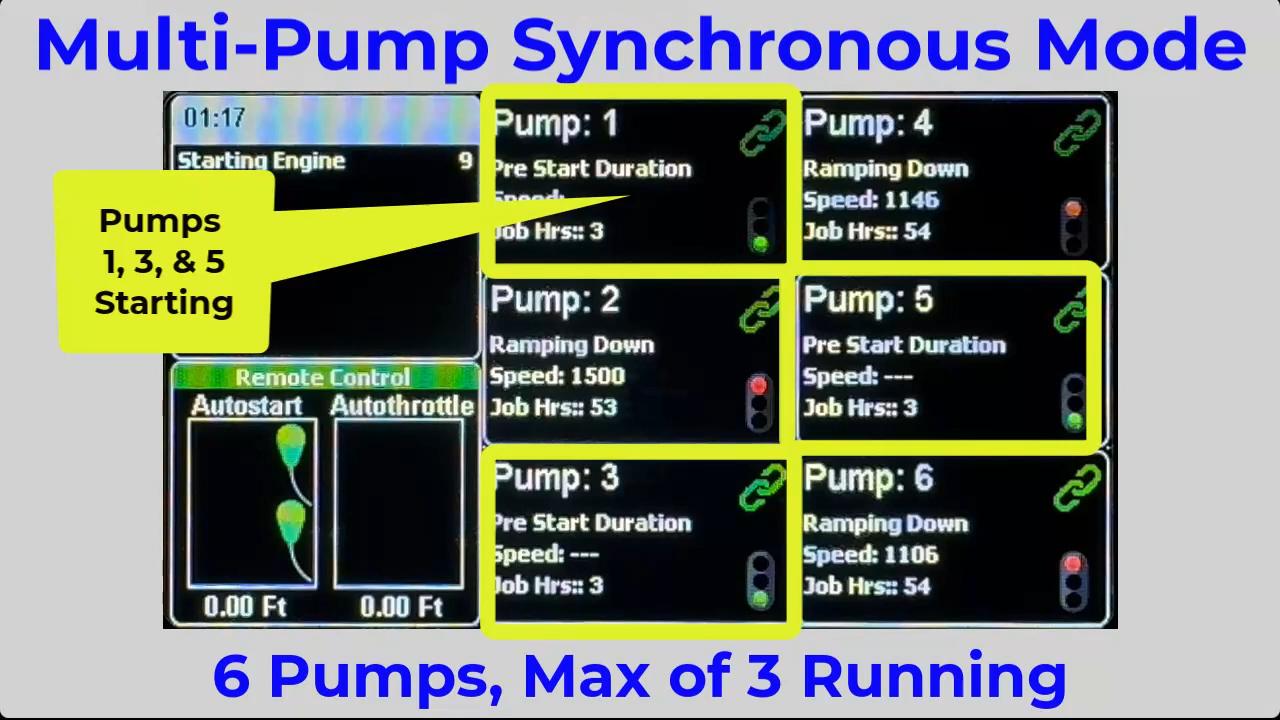 Multi-Pump Synchronous Mode
01:17
Starting Engine 9
Pumps
1, 3, & 5
Starting
Remote Control
Autostart Autothrottle
0.00 Ft 0.00 Ft
Pump: 1
Pre Start Duration
Speed:
Job Hrs:: 3
Pump: 2
Ramping Down
Speed: 1500
Job Hrs:: 53
Pump: 3
Pre Start Duration
Speed: ---
Job Hrs:: 3
Pump: 4
Ramping Down
Speed: 1146
Job Hrs:: 54
Pump: 5
Pre Start Duration
Speed: ---
Job Hrs:: 3
Pump: 6
Ramping Down
Speed: 1106
Job Hrs:: 54
6 Pumps, Max of 3 Running